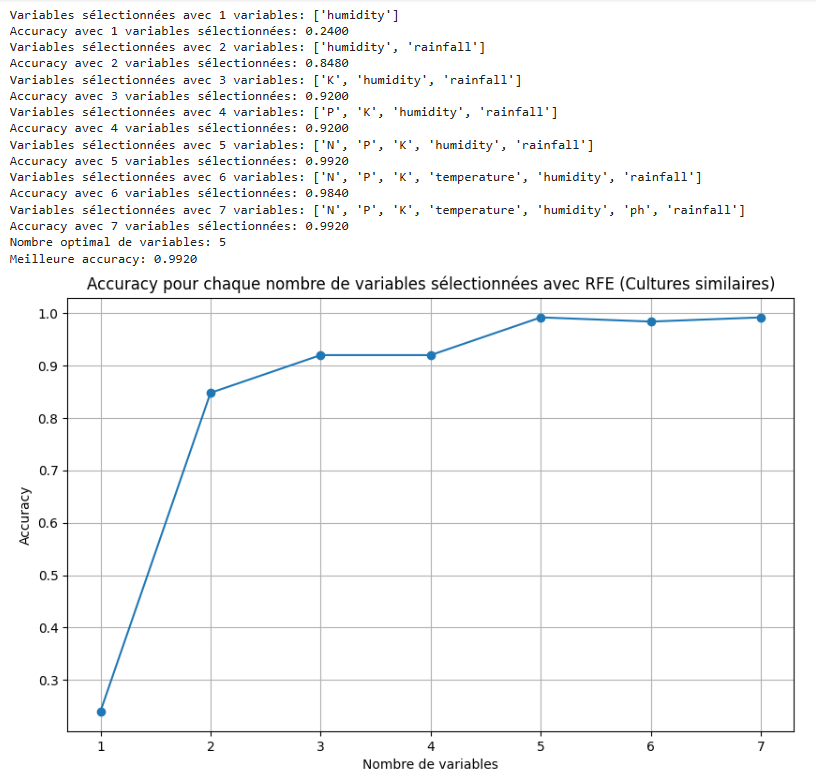 Variables sélectionnées avec 1 variables: ['humidity']
Accuracy avec 1 variables sélectionnées: 0.2400
Variables sélectionnées avec 2 variables: ['humidity', 'rainfall']
Accuracy avec 2 variables sélectionnées: 0.8480
Variables sélectionnées avec 3 variables: ['K', 'humidity', 'rainfall']
Accuracy avec 3 variables sélectionnées: 0.9200
Variables sélectionnées avec 4 variables: ['P', 'K', 'humidity', 'rainfall']
Accuracy avec 4 variables sélectionnées: 0.9200
Variables sélectionnées avec 5 variables: ['N', 'P', 'K', 'humidity', 'rainfall']
Accuracy avec 5 variables sélectionnées: 0.9920
Variables sélectionnées avec 6 variables: ['N', 'P', 'K', 'temperature', 'humidity', 'rainfall']
Accuracy avec 6 variables sélectionnées: 0.9840
Variables sélectionnées avec 7 variables: ['N', 'P', 'K', 'temperature', 'humidity', 'ph', 'rainfall']
Accuracy avec 7 variables sélectionnées: 0.9920
Nombre optimal de variables: 5
Meilleure accuracy: 0.9920
Accuracy pour chaque nombre de variables sélectionnées avec RFE (Cultures similaires)
Accuracy
1.0
0.9
0.8
0.7
0.6
0.5
0.4
0.3
1 2 3 4 5 6 7
Nombre de variables